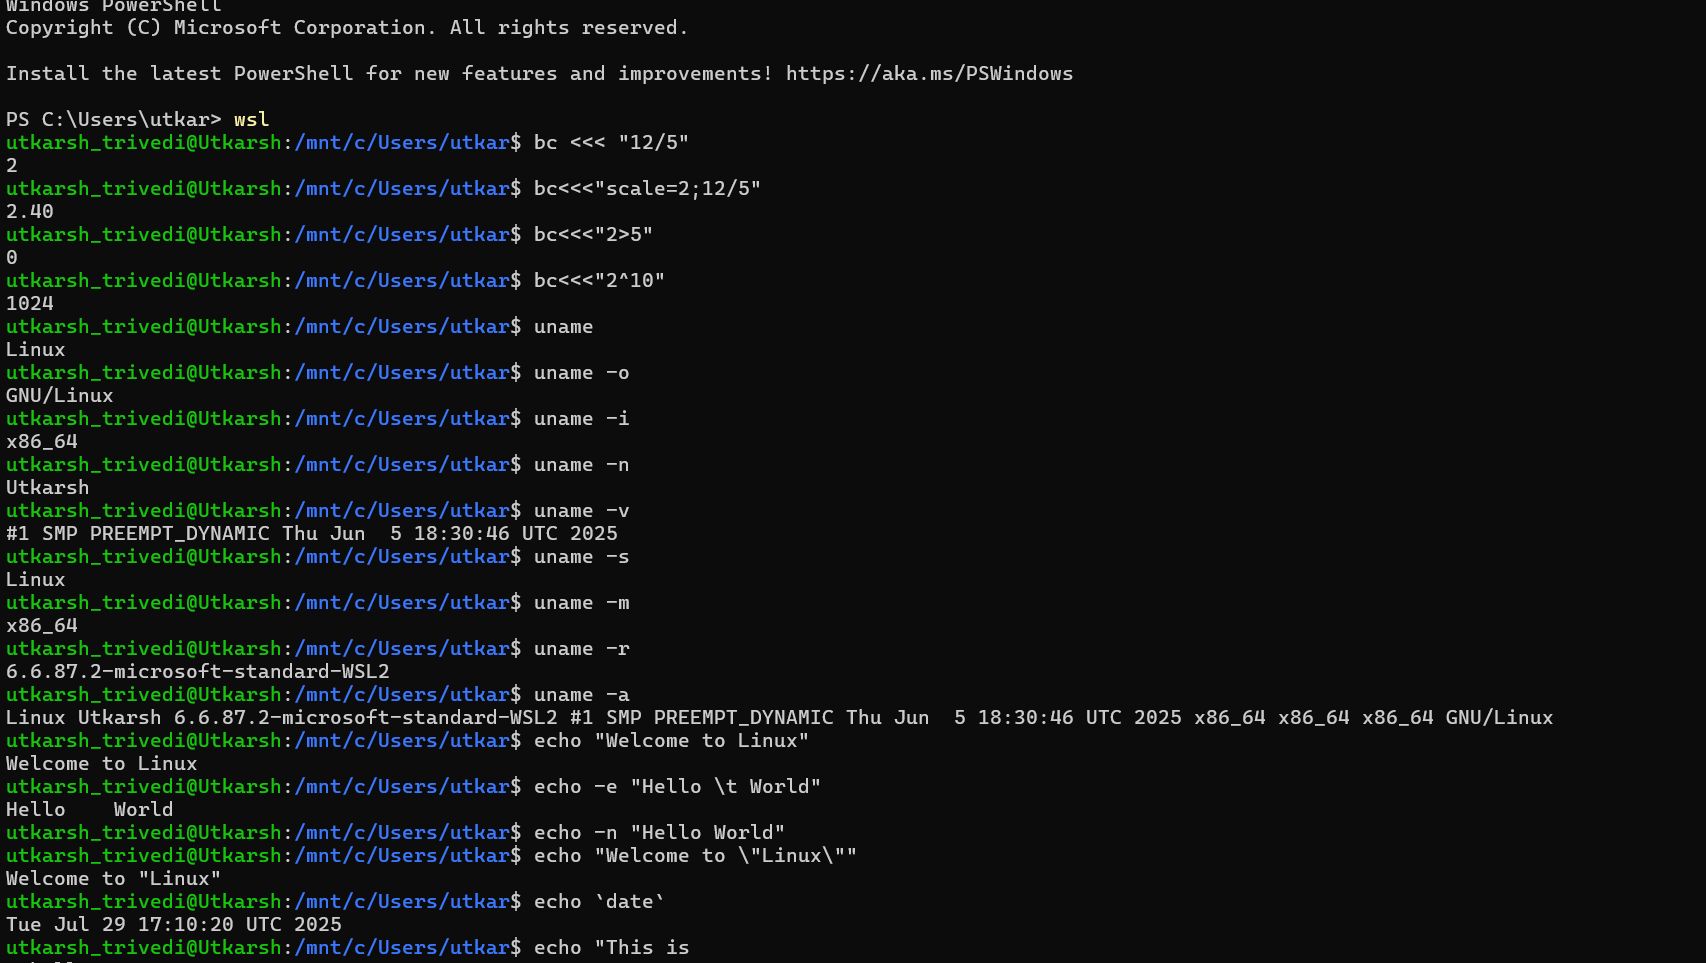 Windows PowerShell
Copyright (C) Microsoft Corporation. All rights reserved.
Install the latest PowerShell for new features and improvements! https://aka.ms/PSWindows
PS C:\Users\utkar> wsl
utkarsh_trivedi@Utkarsh:/mnt/c/Users/utkar$ bc <<< "12/5"
2
utkarsh_trivedi@Utkarsh:/mnt/c/Users/utkar$ bc<<<"scale=2;12/5"
2.40
utkarsh_trivedi@Utkarsh:/mnt/c/Users/utkar$ bc<<<"2>5"
0
utkarsh_trivedi@Utkarsh:/mnt/c/Users/utkar$ bc<<<"2^10"
1024
utkarsh_trivedi@Utkarsh:/mnt/c/Users/utkar$ uname
Linux
utkarsh_trivedi@Utkarsh:/mnt/c/Users/utkar$ uname -o
GNU/Linux
utkarsh_trivedi@Utkarsh:/mnt/c/Users/utkar$ uname -i
x86_64
utkarsh_trivedi@Utkarsh:/mnt/c/Users/utkar$ uname -n
Utkarsh
utkarsh_trivedi@Utkarsh:/mnt/c/Users/utkar$ uname -v
#1 SMP PREEMPT_DYNAMIC Thu Jun  5 18:30:46 UTC 2025
utkarsh_trivedi@Utkarsh:/mnt/c/Users/utkar$ uname -s
Linux
utkarsh_trivedi@Utkarsh:/mnt/c/Users/utkar$ uname -m
x86_64
utkarsh_trivedi@Utkarsh:/mnt/c/Users/utkar$ uname -r
6.6.87.2-microsoft-standard-WSL2
utkarsh_trivedi@Utkarsh:/mnt/c/Users/utkar$ uname -a
Linux Utkarsh 6.6.87.2-microsoft-standard-WSL2 #1 SMP PREEMPT_DYNAMIC Thu Jun  5 18:30:46 UTC 2025 x86_64 x86_64 x86_64 GNU/Linux
utkarsh_trivedi@Utkarsh:/mnt/c/Users/utkar$ echo "Welcome to Linux"
Welcome to Linux
utkarsh_trivedi@Utkarsh:/mnt/c/Users/utkar$ echo -e "Hello \t World"
Hello    World
utkarsh_trivedi@Utkarsh:/mnt/c/Users/utkar$ echo -n "Hello World"
utkarsh_trivedi@Utkarsh:/mnt/c/Users/utkar$ echo "Welcome to \"Linux\""
Welcome to "Linux"
utkarsh_trivedi@Utkarsh:/mnt/c/Users/utkar$ echo `date`
Tue Jul 29 17:10:20 UTC 2025
utkarsh_trivedi@Utkarsh:/mnt/c/Users/utkar$ echo "This is